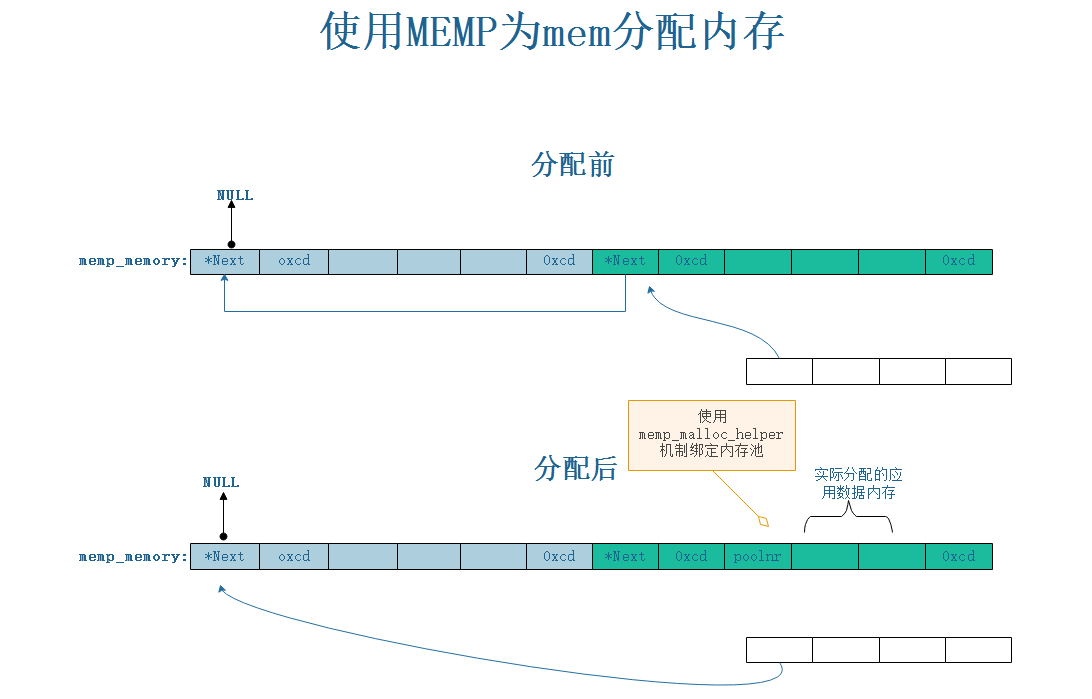 使用MEMP为mem分配内存
分配前
NULL
memp_memory: *Next oxcd 0xcd *Next 0xcd 0xcd
使用
memp_malloc_helper
机制绑定内存池
分配后
实际分配的应
用数据内存
NULL
memp_memory: *Next oxcd 0xcd *Next 0xcd poolnr 0xcd